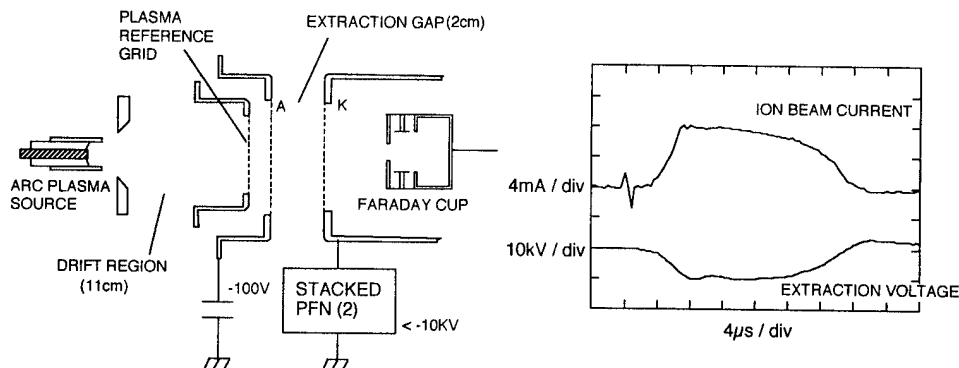 PLASMA
REFERENCE
GRID
EXTRACTION GAP(2cm)
A
K
ARC PLASMA
SOURCE
FARADAY CUP
DRIFT REGION
(11cm)
-100V
STACKED
PFN (2)
< -10KV
ION BEAM CURRENT
4mA / div
10kV / div
EXTRACTION VOLTAGE
4μs / div